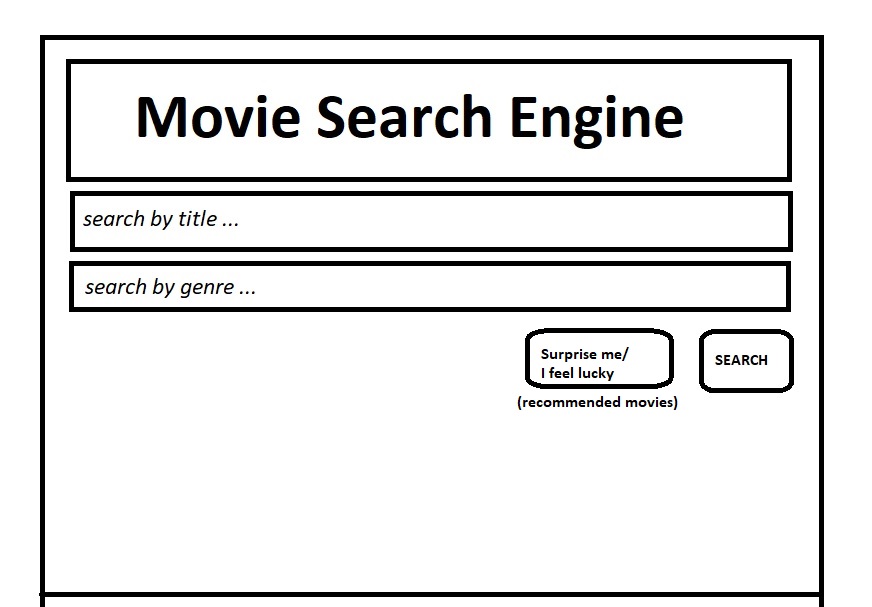 Movie Search Engine
search by title ...
search by genre ...
Surprise me/
I feel lucky
SEARCH
(recommended movies)